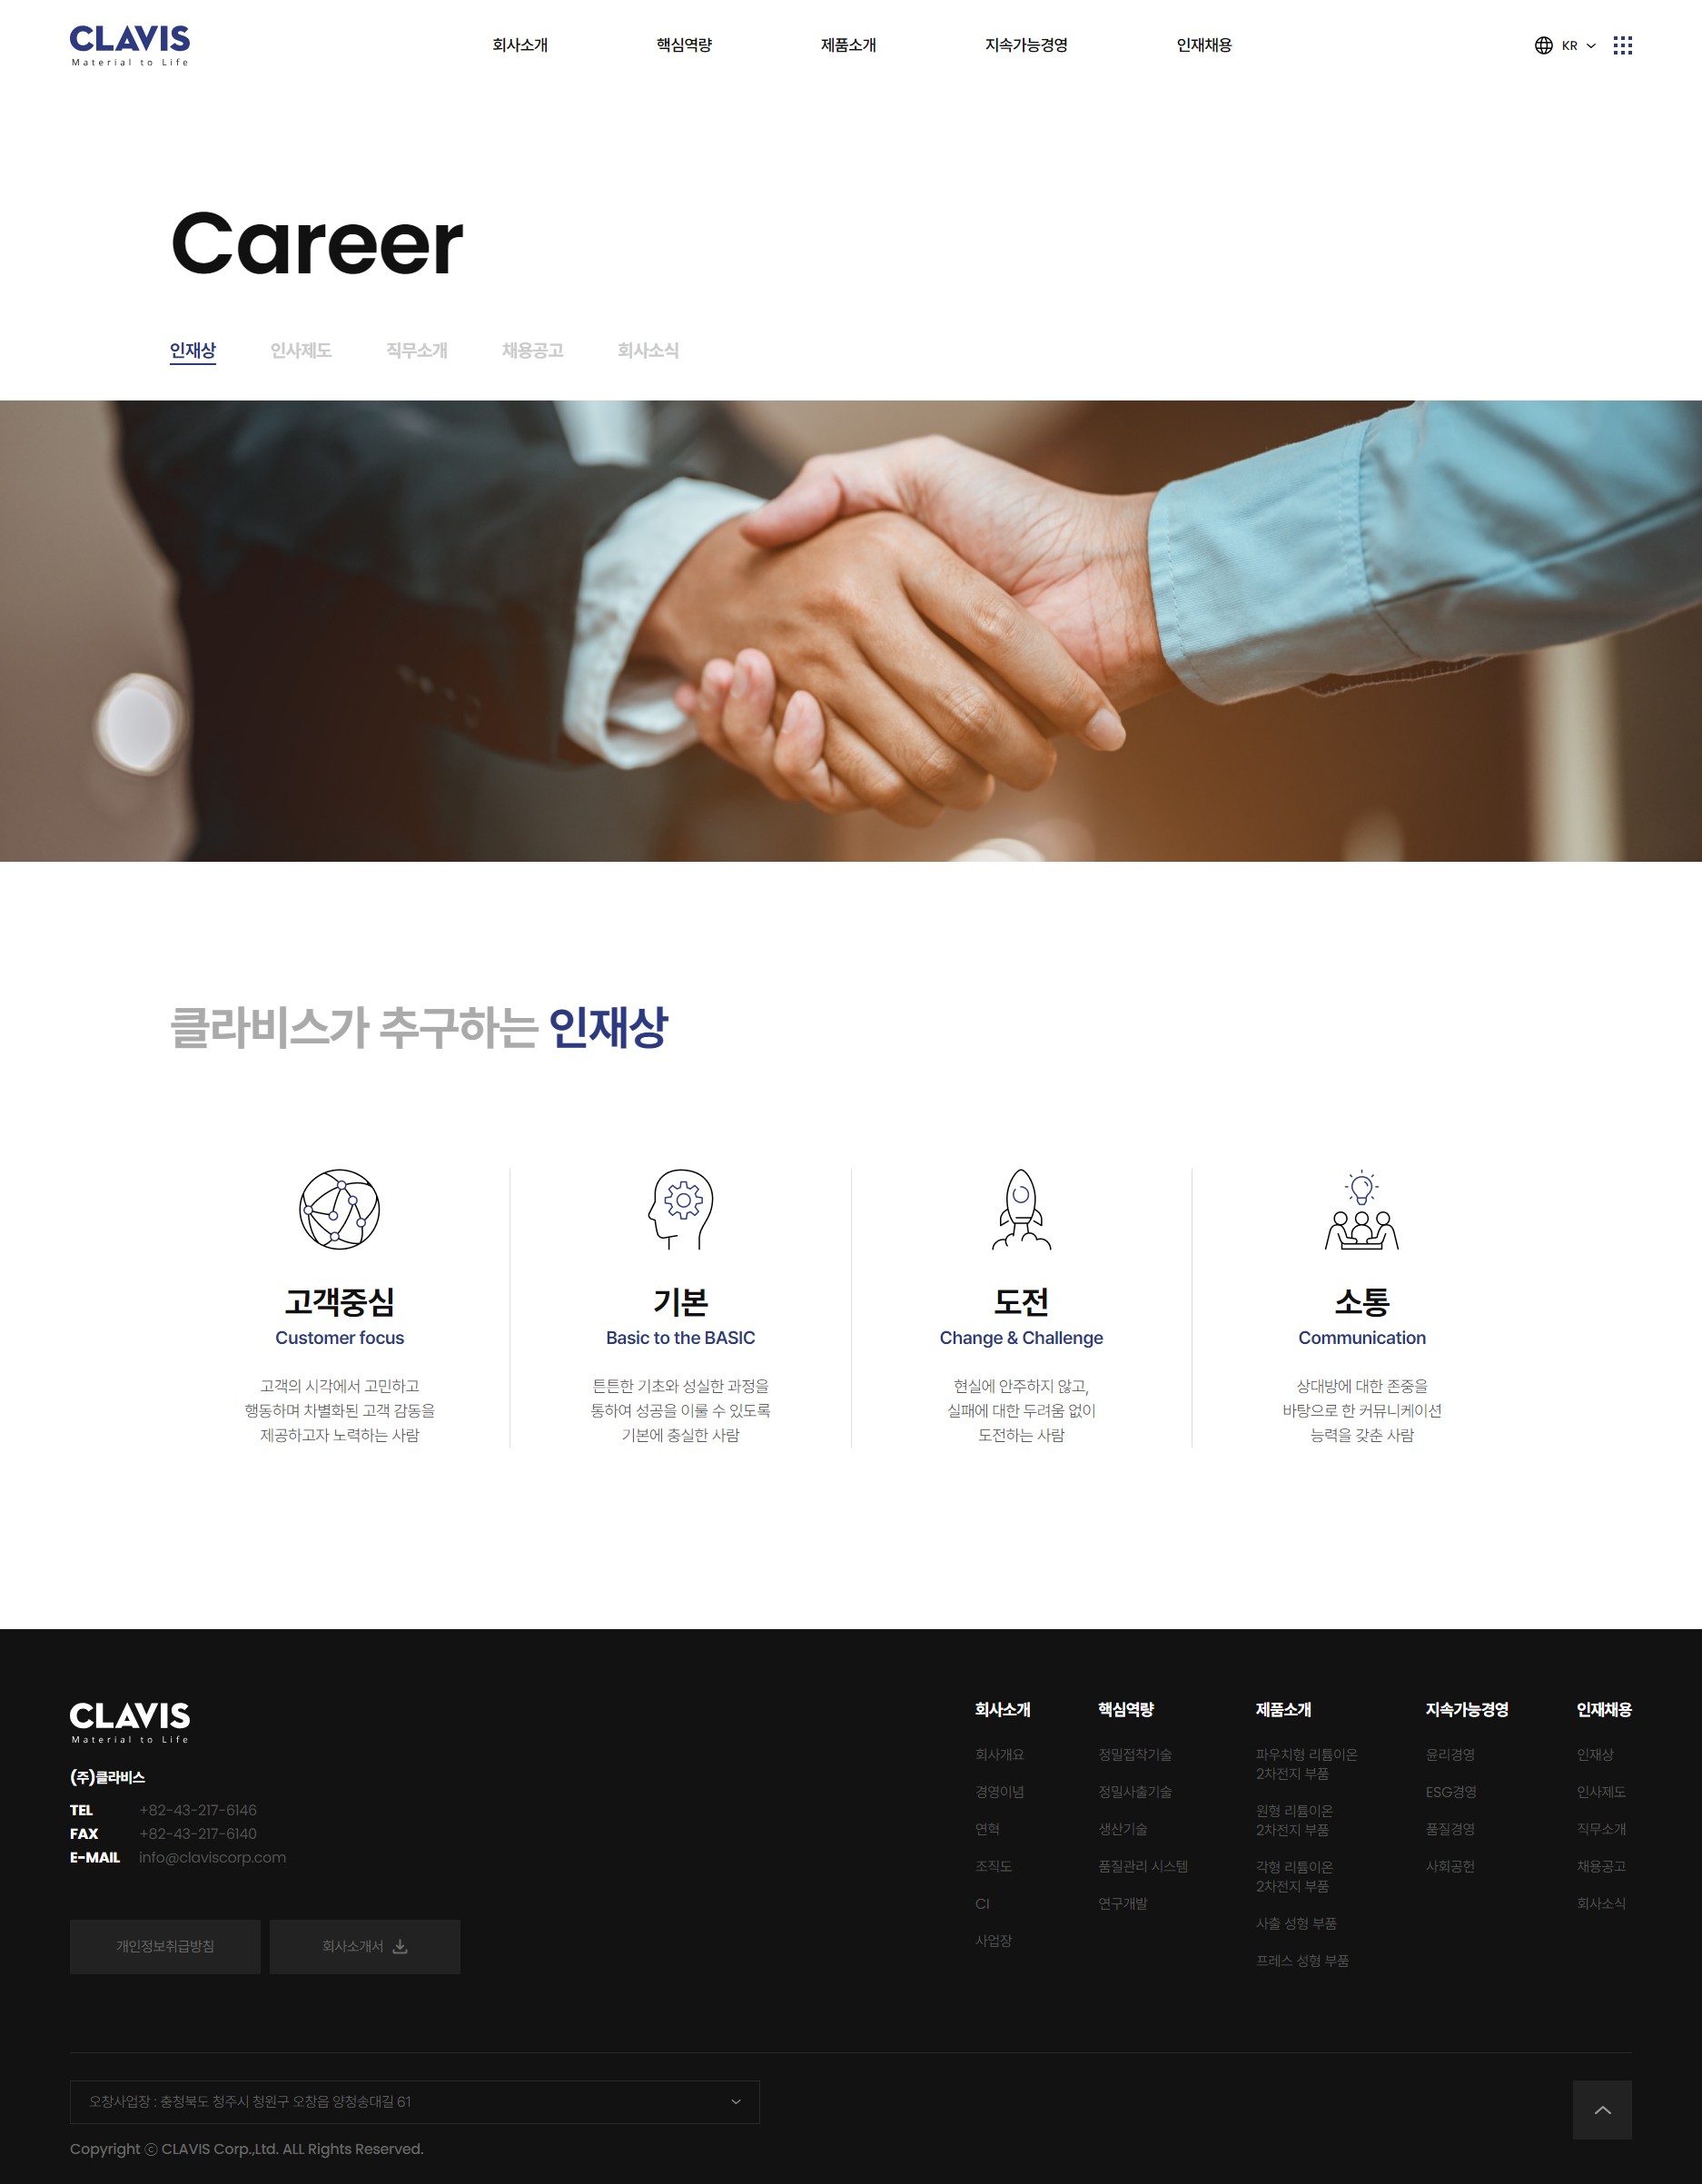 CLAVIS
Material to Life
회사소개
핵심역량
제품소개
지속가능경영
인재채용
KR
Career
인재상
인사제도
직무소개
채용공고
회사소식
클라비스가 추구하는 인재상
고객중심
Customer focus
고객의 시각에서 고민하고
행동하며 차별화된 고객 감동을
제공하고자 노력하는 사람
기본
Basic to the BASIC
튼튼한 기초와 성실한 과정을
통하여 성공을 이룰 수 있도록
기본에 충실한 사람
도전
Change & Challenge
현실에 안주하지 않고,
실패에 대한 두려움 없이
도전하는 사람
소통
Communication
상대방에 대한 존중을
바탕으로 한 커뮤니케이션
능력을 갖춘 사람
CLAVIS
Material to Life
(주)클라비스
TEL +82-43-217-6146
FAX +82-43-217-6140
E-MAIL info@claviscorp.com
개인정보취급방침
회사소개서
회사소개
회사개요
경영이념
연혁
조직도
CI
사업장
핵심역량
정밀접착기술
정밀사출기술
생산기술
품질관리 시스템
연구개발
제품소개
파우치형 리튬이온
2차전지 부품
원형 리튬이온
2차전지 부품
각형 리튬이온
2차전지 부품
사출 성형 부품
프레스 성형 부품
지속가능경영
윤리경영
ESG경영
품질경영
사회공헌
인재채용
인재상
인사제도
직무소개
채용공고
회사소식
오창사업장 : 충청북도 청주시 청원구 오창읍 양청송대길 61
Copyright ⓒ CLAVIS Corp.,Ltd. ALL Rights Reserved.